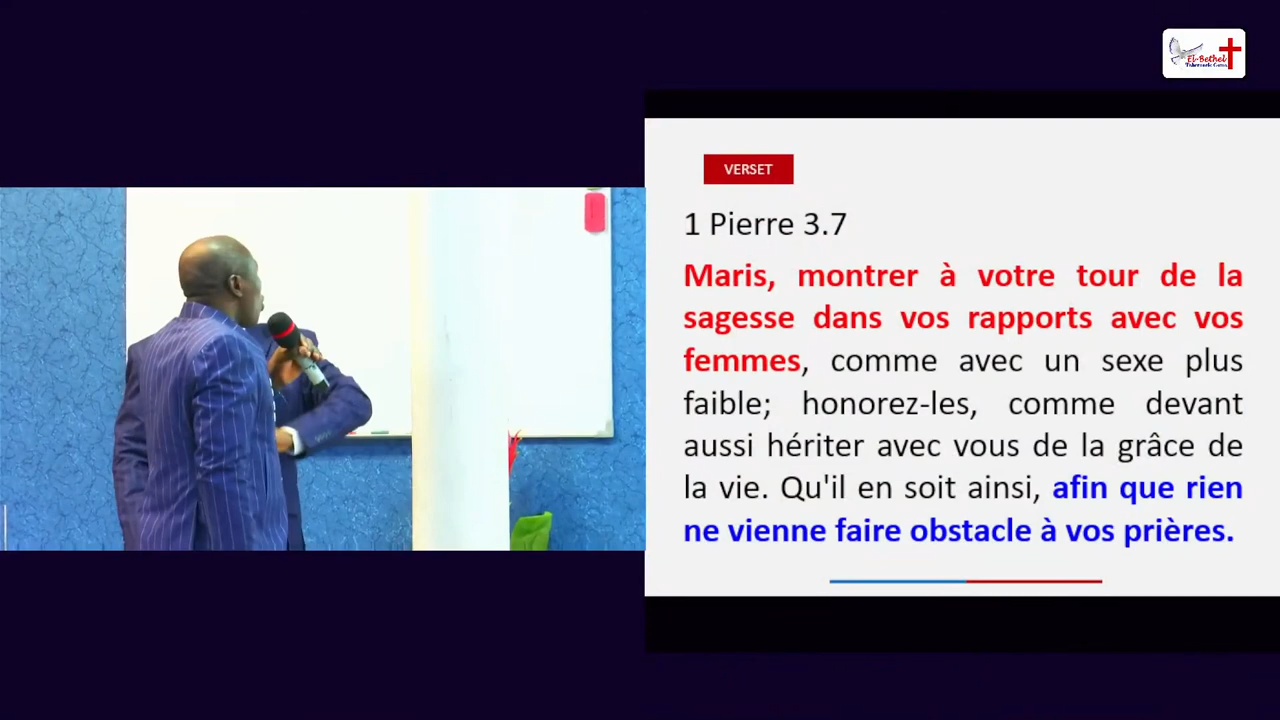 El-Bethel
VERSET
1 Pierre 3.7
Maris, montrer à votre tour de la
sagesse dans vos rapports avec vos
femmes, comme avec un sexe plus
faible; honorez-les, comme devant
aussi hériter avec vous de la grâce de
la vie. Qu'il en soit ainsi, afin que rien
ne vienne faire obstacle à vos prières.